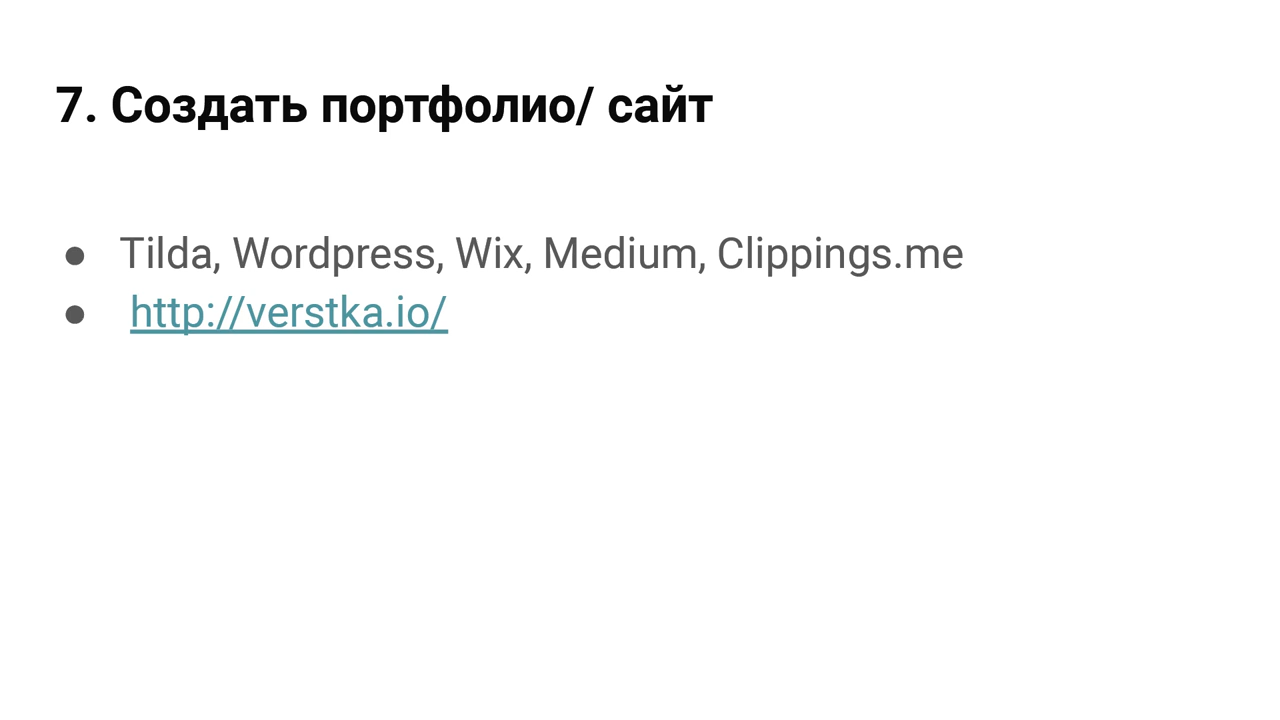 7. Создать портфолио/ сайт
● Tilda, Wordpress, Wix, Medium, Clippings.me
● http://verstka.io/